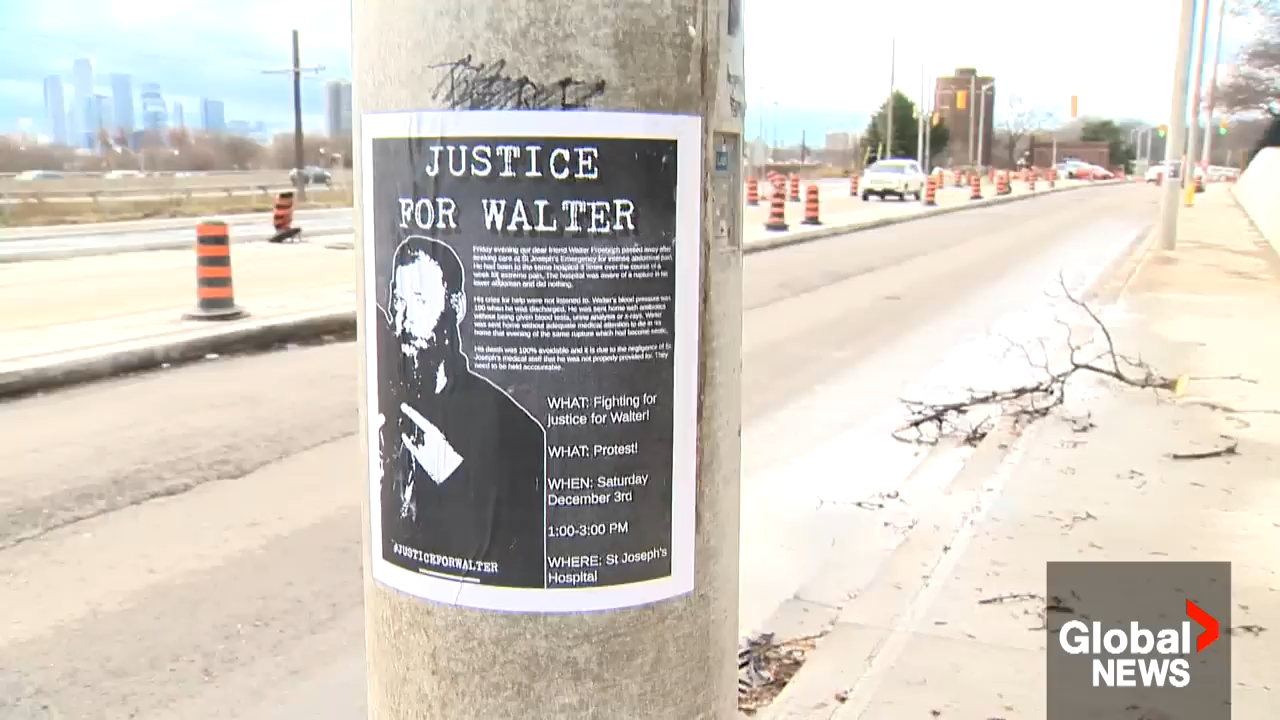 JUSTICE
FOR WALTER
Friday evening our dear friend Walter passed away after
seeking care at St Joseph's Emergency for intense abdominal pain.
He had been to the same hospital 3 times over the course of a
week for extreme pain. The hospital was aware of a rupture in his
lower abdomen and did nothing.
His cries for help were not listened to. Walter's blood pressure was
190 when he was discharged. He was sent home with antibiotics
without being given blood tests, urine analysis or x-rays. Walter
was sent home without adequate medical attention to die in his
home that evening of the same rupture which had become septic.
His death was 100% avoidable and it is due to the negligence of St
Joseph's medical staff that he was not properly provided for. They
need to be held accountable.
WHAT: Fighting for
justice for Walter!
WHAT: Protest!
WHEN: Saturday
December 3rd
1:00-3:00 PM
WHERE: St Joseph's
Hospital
#JUSTICEFORWALTER
Global
NEWS